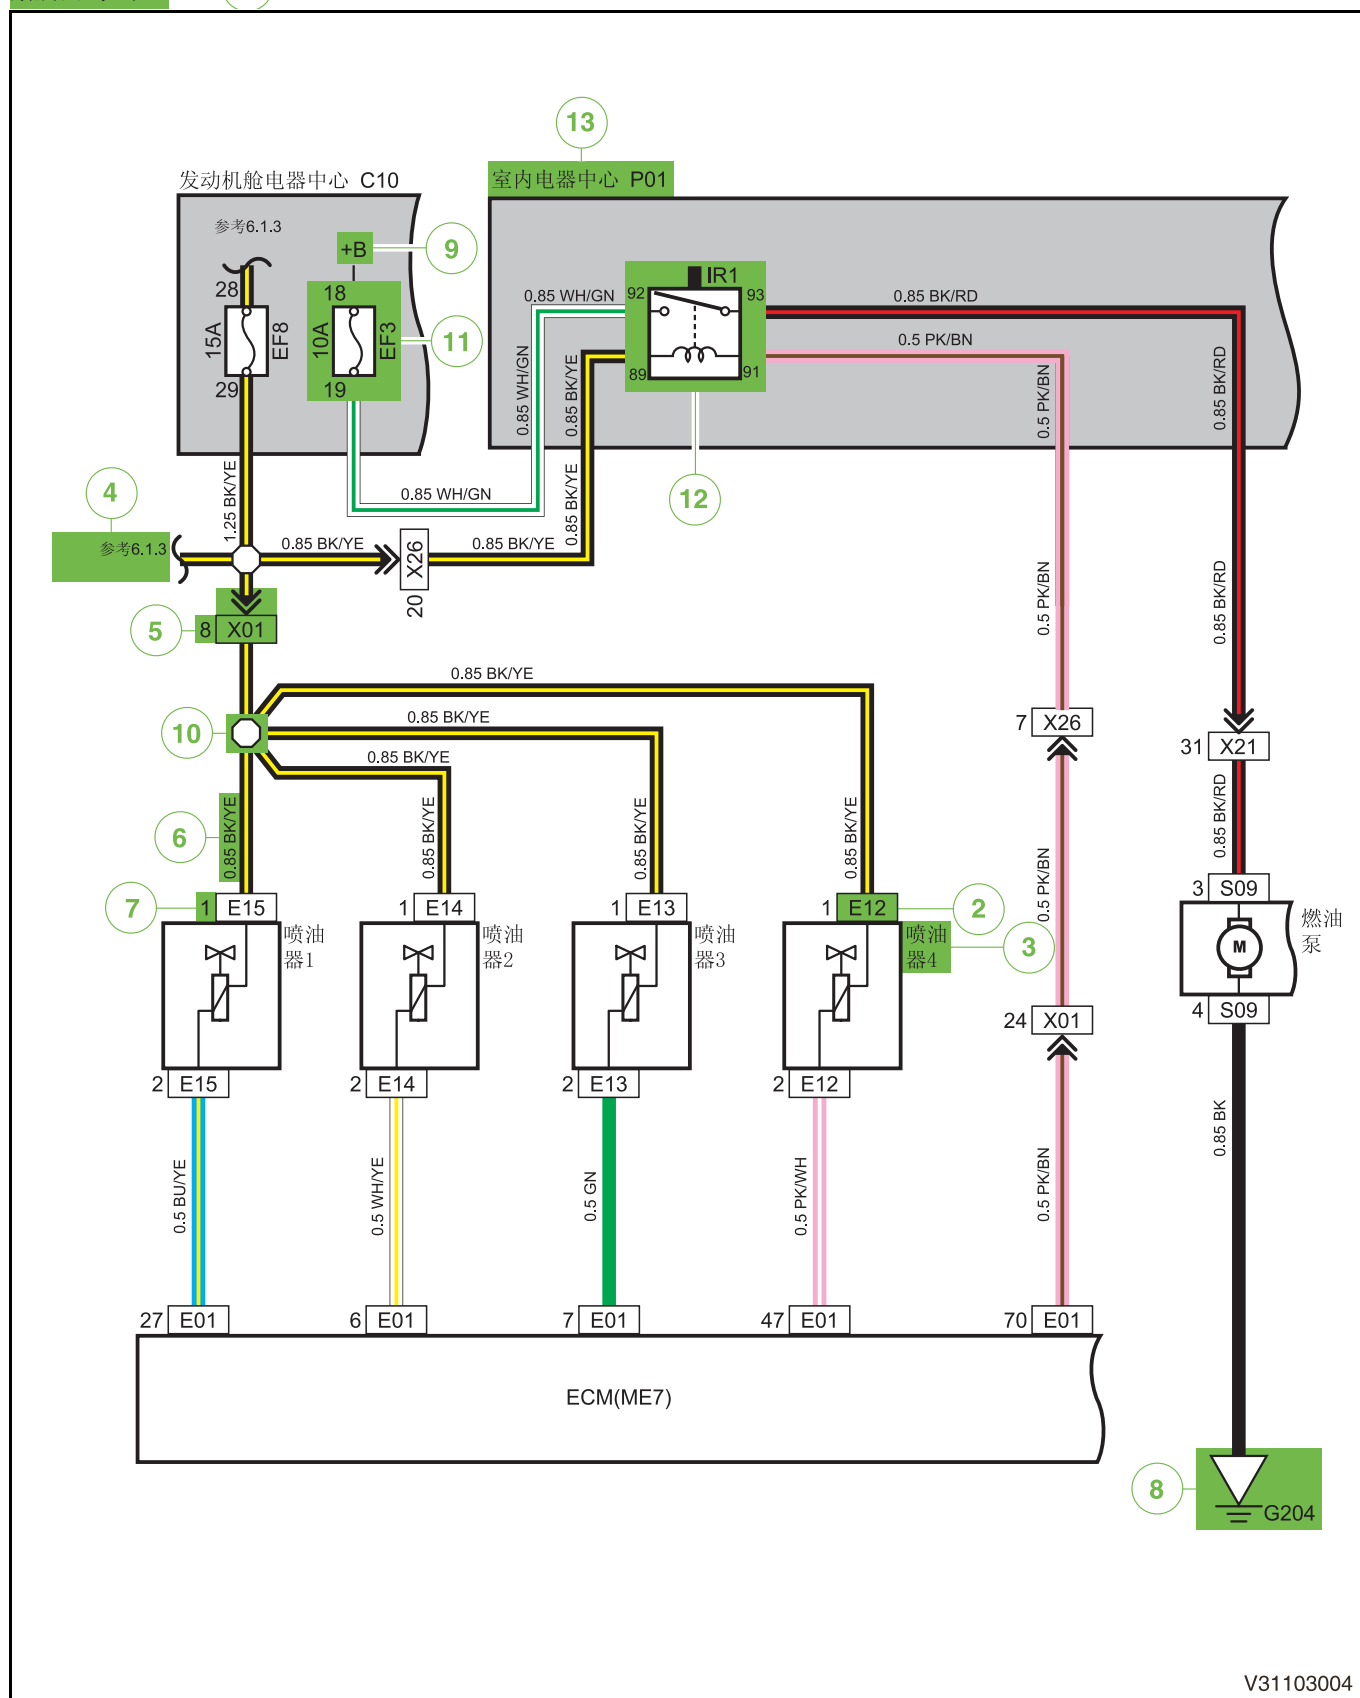 13
发动机舱电器中心 C10
室内电器中心 P01
参考6.1.3
+B
9
28
18
15A
EF8
10A
EF3
11
29
19
IR1
92
93
89
91
12
0.85 WH/GN
0.85 BK/RD
0.5 PK/BN
0.85 WH/GN
0.85 BK/YE
0.5 PK/BN
0.85 BK/RD
0.85 WH/GN
4
1.25 BK/YE
0.85 BK/YE
参考6.1.3
0.85 BK/YE
X26
20
0.85 BK/YE
0.5 PK/BN
0.85 BK/RD
5
8 X01
0.85 BK/YE
10
0.85 BK/YE
0.85 BK/YE
7 X26
31 X21
6
0.85 BK/YE
0.85 BK/YE
0.85 BK/YE
0.85 BK/YE
0.5 PK/BN
0.85 BK/RD
7
1 E15
1 E14
1 E13
1 E12
2
3 S09
喷油
器1
喷油
器2
喷油
器3
喷油
器4
3
M
燃油
泵
24 X01
4 S09
2 E15
2 E14
2 E13
2 E12
0.5 BU/YE
0.5 WH/YE
0.5 GN
0.5 PK/WH
0.5 PK/BN
0.85 BK
27 E01
6 E01
7 E01
47 E01
70 E01
ECM(ME7)
8
G204
V31103004